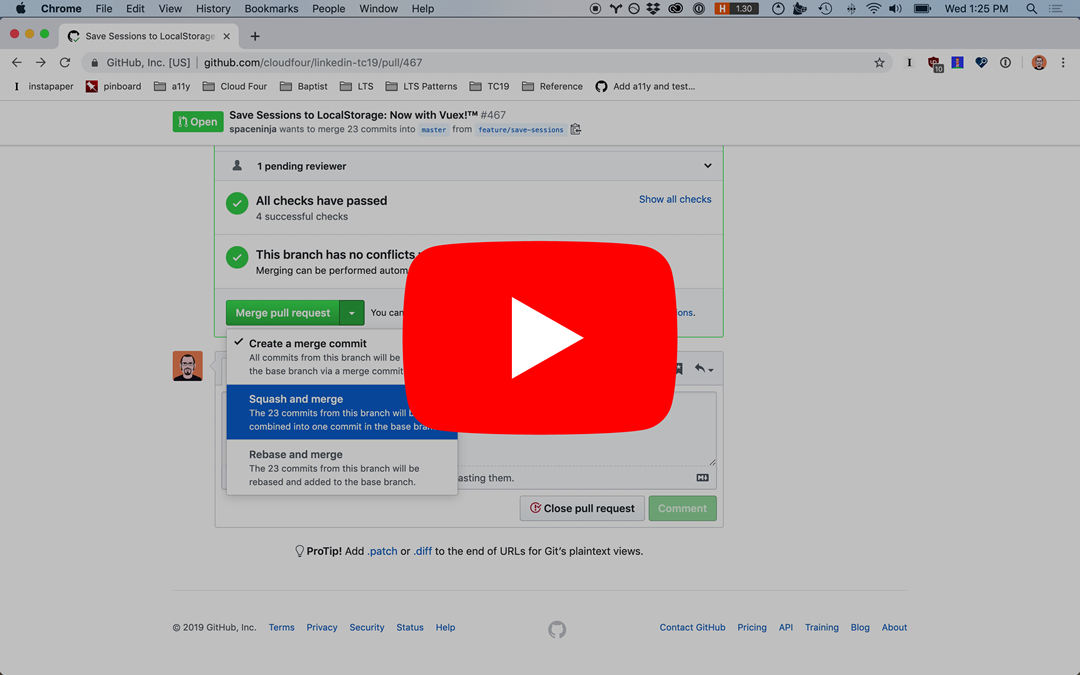 Chrome File Edit View History Bookmarks People Window Help H 1.30 Wed 1:25 PM
Save Sessions to LocalStorage:
GitHub, Inc. [US] | github.com/cloudfour/linkedin-tc19/pull/467 10
instapaper pinboard a11y Cloud Four Baptist LTS LTS Patterns TC19 Reference Add a11y and test...
Open
Save Sessions to LocalStorage: Now with Vuex!™ #467
spaceninja wants to merge 23 commits into master from feature/save-sessions
1 pending reviewer
All checks have passed
Show all checks
4 successful checks
This branch has no conflicts
Merging can be performed autom
Merge pull request You can ons.
Create a merge commit
All commits from this branch will be
the base branch via a merge commit
Squash and merge
The 23 commits from this branch will b
combined into one commit in the base bran
Rebase and merge
The 23 commits from this branch will be
rebased and added to the base branch.
asting them.
Close pull request Comment
ProTip! Add .patch or .diff to the end of URLs for Git's plaintext views.
© 2019 GitHub, Inc. Terms Privacy Security Status Help Contact GitHub Pricing API Training Blog About